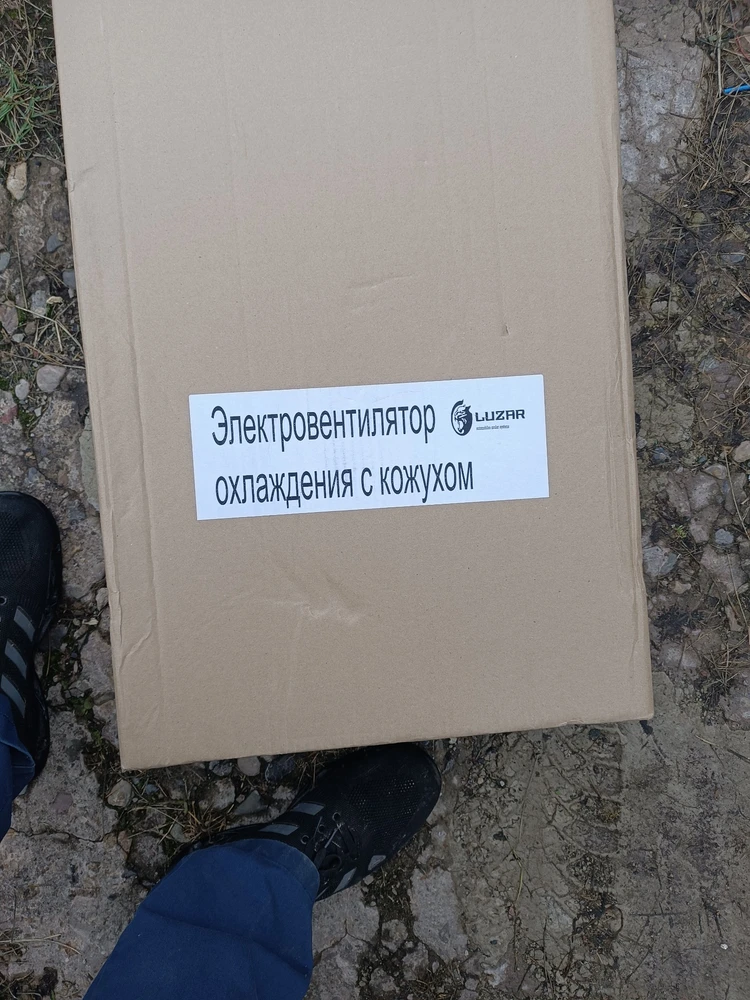 Электровентилятор LUZAR
охлаждения с кожухом